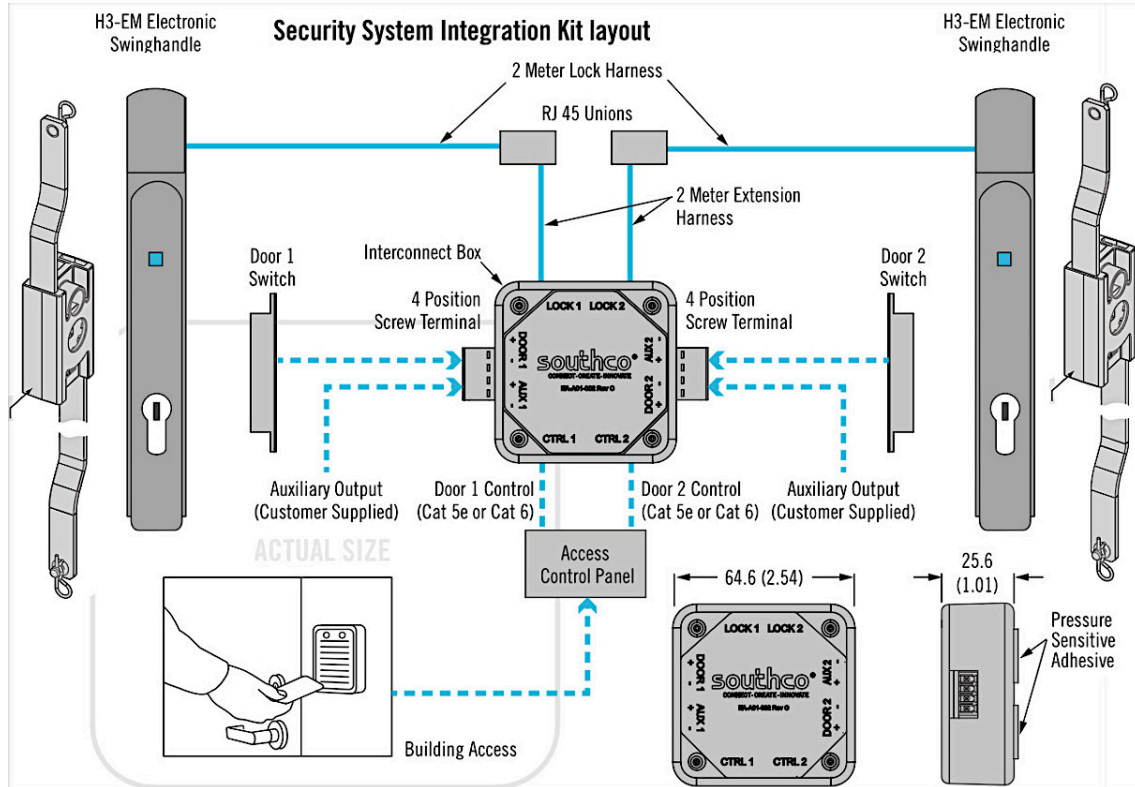 H3-EM Electronic
Swinghandle
Security System Integration Kit layout
H3-EM Electronic
Swinghandle
2 Meter Lock Harness
RJ 45 Unions
2 Meter Extension
Harness
Interconnect Box
Door 1
Switch
Door 2
Switch
4 Position
Screw Terminal
4 Position
Screw Terminal
LOCK 1 LOCK 2
DOOR 1
+ -
AUX 1
+ -
southco®
CONNECT · CREATE · INNOVATE
AUX 2
- +
DOOR 2
- +
CTRL 1 CTRL 2
Auxiliary Output
(Customer Supplied)
Door 1 Control
(Cat 5e or Cat 6)
Door 2 Control
(Cat 5e or Cat 6)
Auxiliary Output
(Customer Supplied)
ACTUAL SIZE
Access
Control Panel
Building Access
64.6 (2.54)
25.6
(1.01)
LOCK 1 LOCK 2
DOOR 1
+ -
AUX 1
+ -
southco®
CONNECT · CREATE · INNOVATE
AUX 2
- +
DOOR 2
- +
CTRL 1 CTRL 2
Pressure
Sensitive
Adhesive